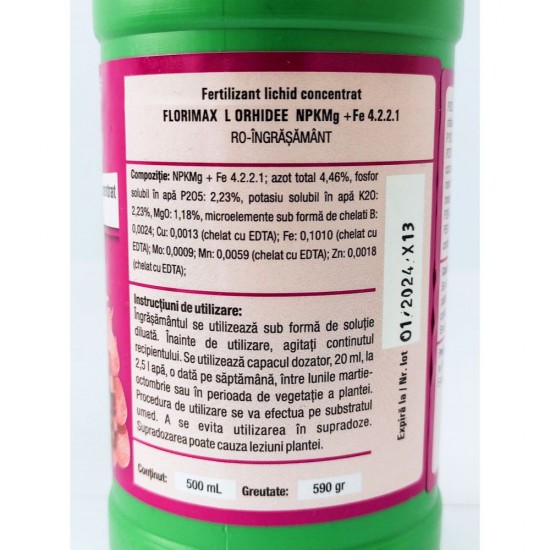 Fertilizant lichid concentrat
FLORIMAX L ORHIDEE NPKMg +Fe 4.2.2.1
RO-ÎNGRĂȘĂMÂNT
Compoziție: NPKMg + Fe 4.2.2.1; azot total 4,46%, fosfor
solubil în apă P2O5: 2,23%, potasiu solubil în apă K2O:
2,23%, MgO: 1,18%, microelemente sub formă de chelati B:
0,0024; Cu: 0,0013 (chelat cu EDTA); Fe: 0,1010 (chelat cu
EDTA); Mo: 0,0009; Mn: 0,0059 (chelat cu EDTA); Zn: 0,0018
(chelat cu EDTA);
Instrucțiuni de utilizare:
Îngrășământul se utilizează sub formă de soluție
diluată. Înainte de utilizare, agitați continutul
recipientului. Se utilizează capacul dozator, 20 ml, la
2,5 l apă, o dată pe săptămână, între lunile martie-
octombrie sau în perioada de vegetație a plantei.
Procedura de utilizare se va efectua pe substratul
umed. A se evita utilizarea în supradoze.
Supradozarea poate cauza leziuni plantei.
Conținut:
500 mL
Greutate:
590 gr
Expiră la / Nr. lot
01/2024, X13